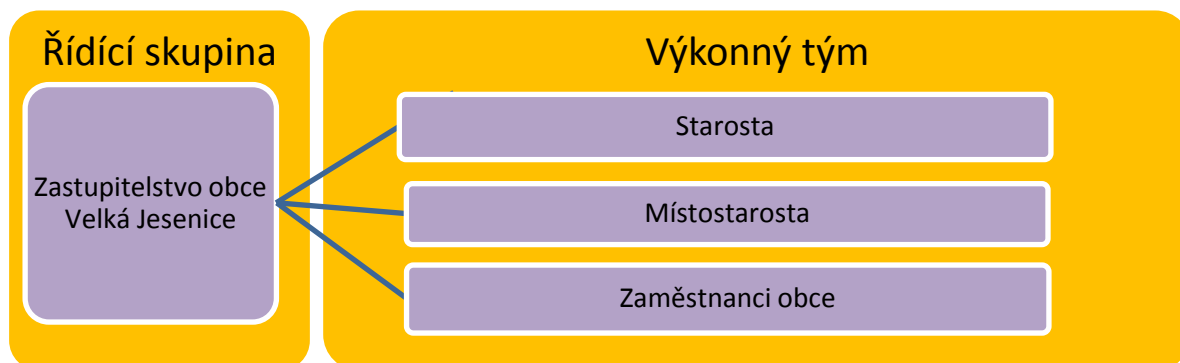 Řídící skupina
Zastupitelstvo obce
Velká Jesenice
Výkonný tým
Starosta
Místostarosta
Zaměstnanci obce